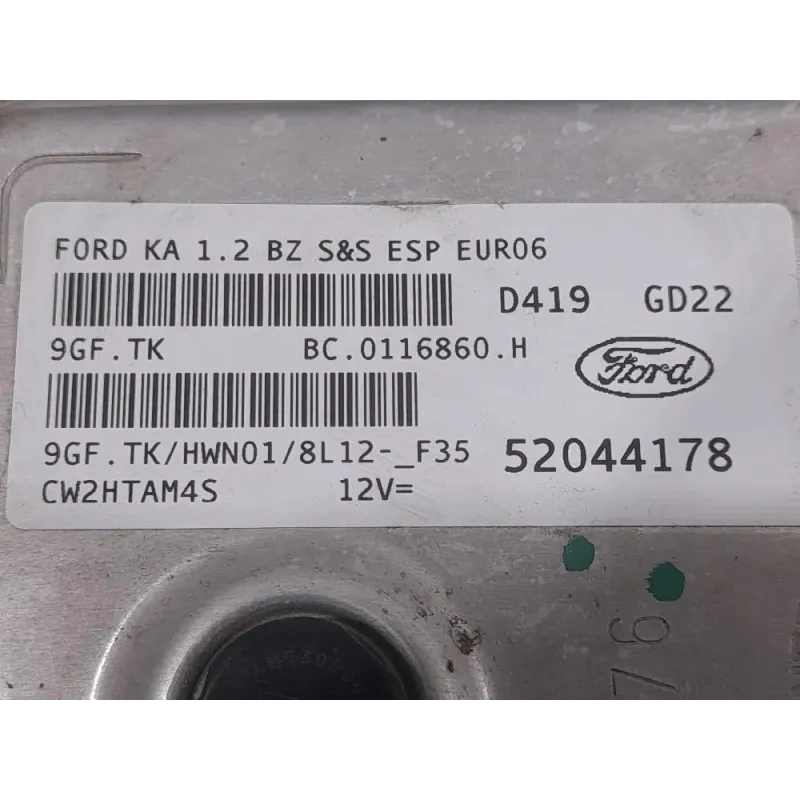 FORD KA 1.2 BZ S&S ESP EUR06
D419 GD22
9GF.TK BC.0116860.H
Ford
9GF.TK/HWN01/8L12-_F35 52044178
CW2HTAM4S 12V=